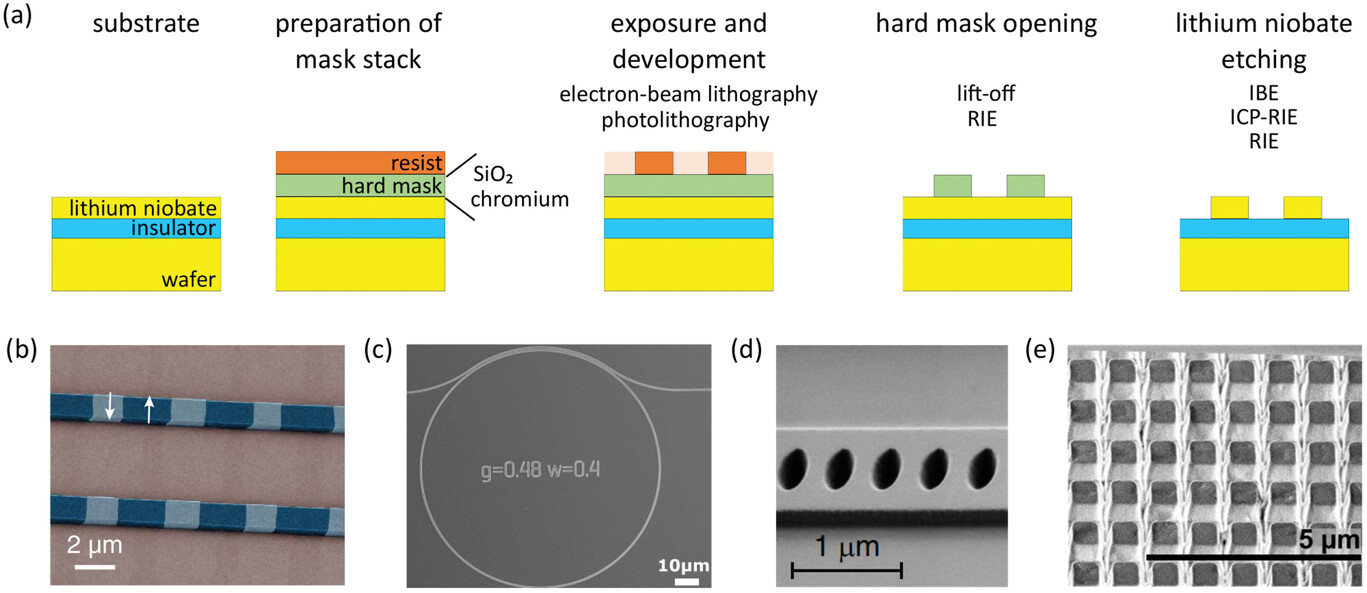 (a)
substrate
preparation of
mask stack
exposure and
development
electron-beam lithography
photolithography
hard mask opening
lift-off
RIE
lithium niobate
etching
IBE
ICP-RIE
RIE
resist
hard mask
SiO₂
chromium
lithium niobate
insulator
wafer
(b)
2 µm
(c)
g=0.48 w=0.4
10µm
(d)
1 µm
(e)
5 µm